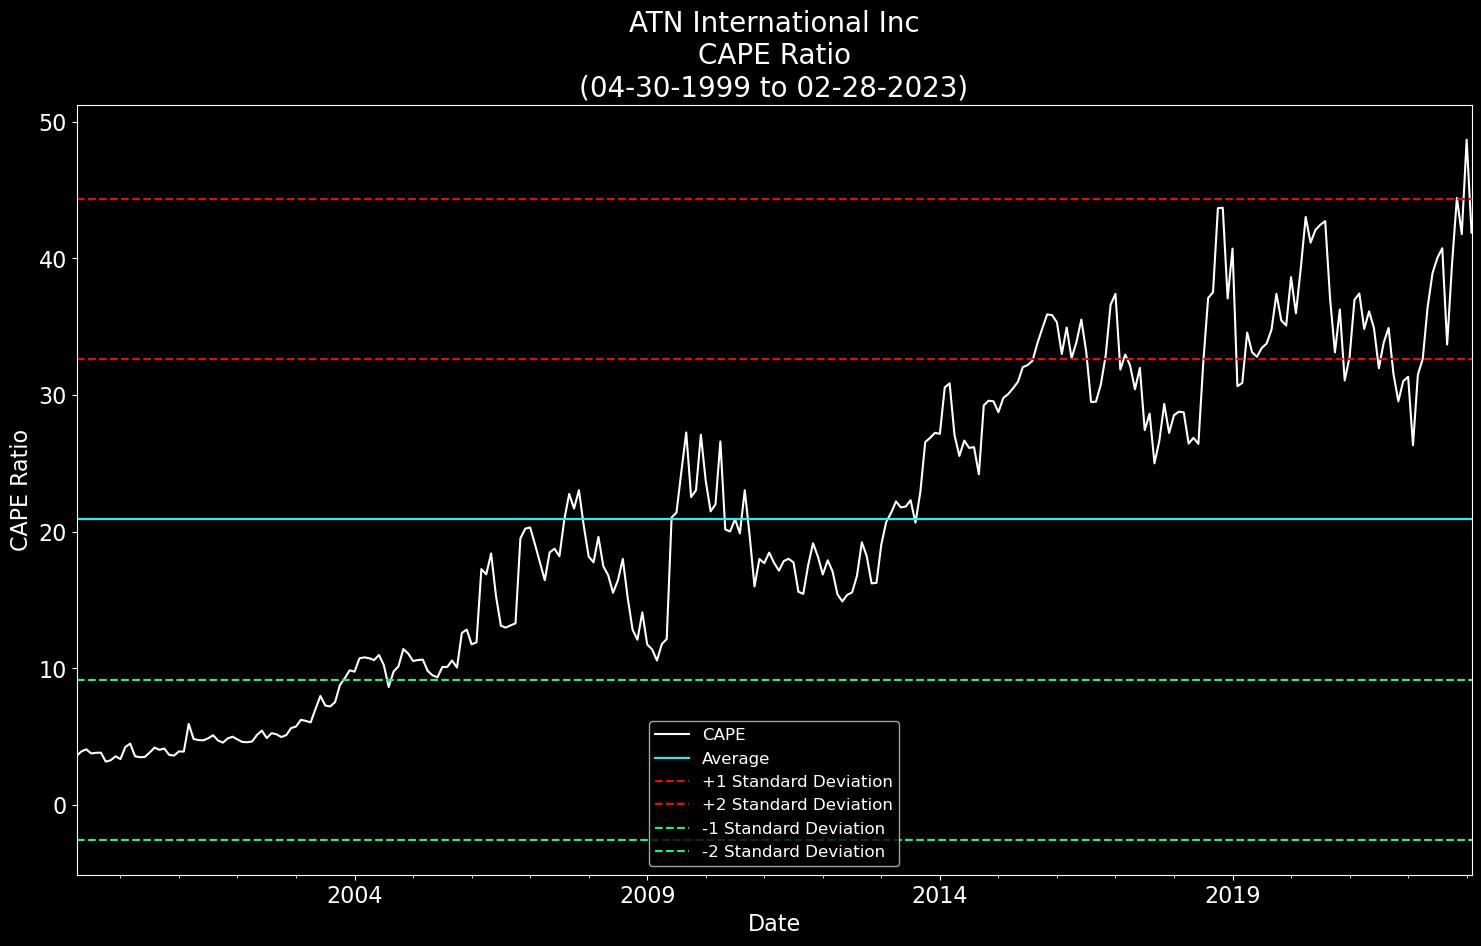 ATN International Inc
CAPE Ratio
(04-30-1999 to 02-28-2023)
50
40
30
20
10
0
CAPE Ratio
CAPE
Average
+1 Standard Deviation
+2 Standard Deviation
-1 Standard Deviation
-2 Standard Deviation
2004 2009 2014 2019
Date